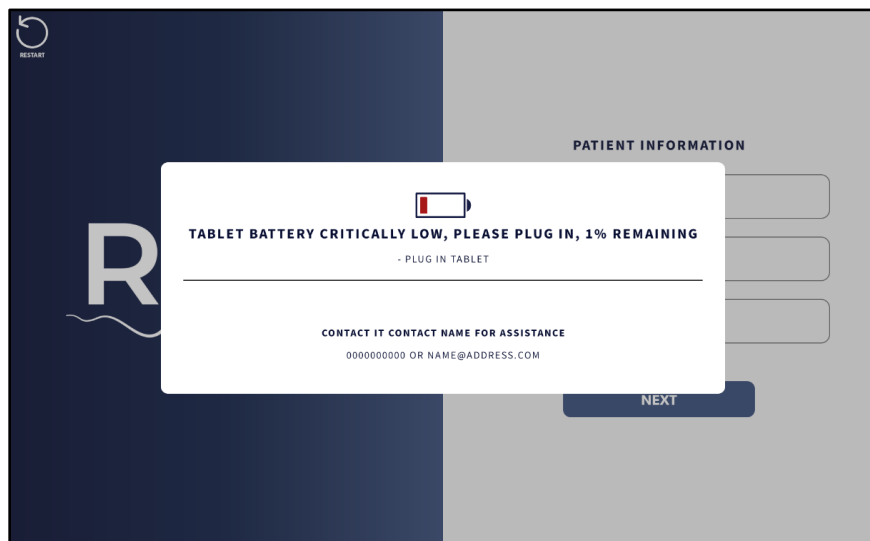 RESTART
PATIENT INFORMATION
R
TABLET BATTERY CRITICALLY LOW, PLEASE PLUG IN, 1% REMAINING
- PLUG IN TABLET
CONTACT IT CONTACT NAME FOR ASSISTANCE
0000000000 OR NAME@ADDRESS.COM
NEXT